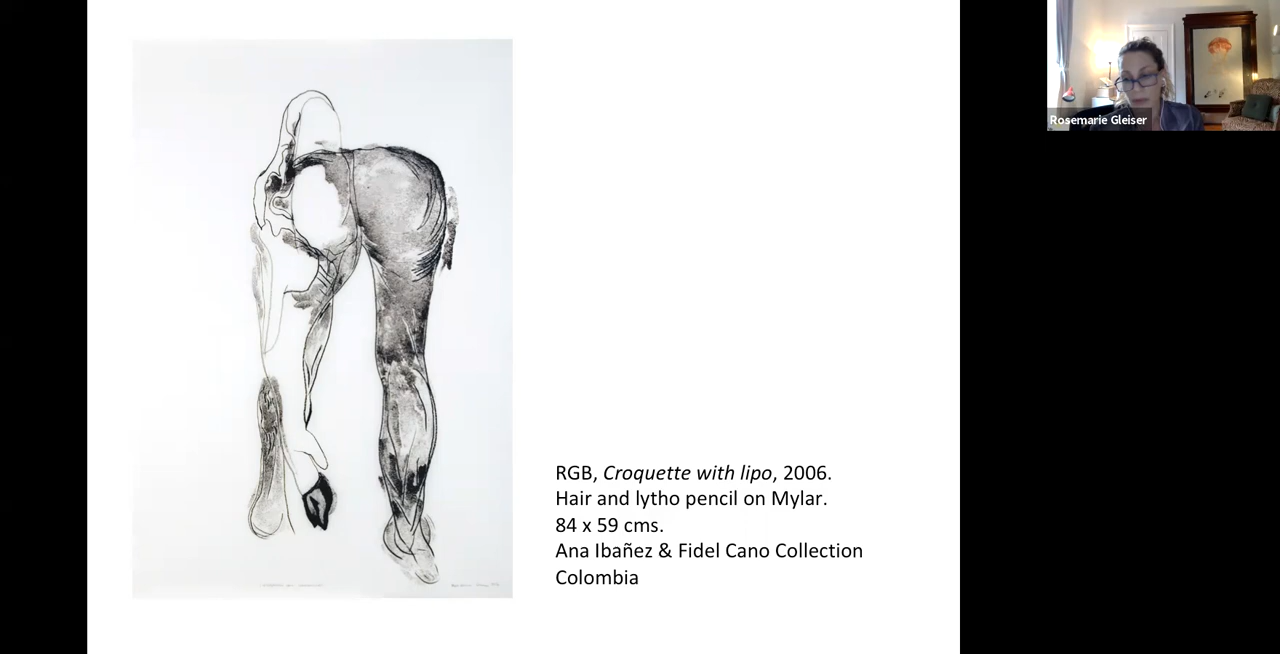 Rosemarie Gleiser
RGB, Croquette with lipo, 2006.
Hair and lytho pencil on Mylar.
84 x 59 cms.
Ana Ibañez & Fidel Cano Collection
Colombia